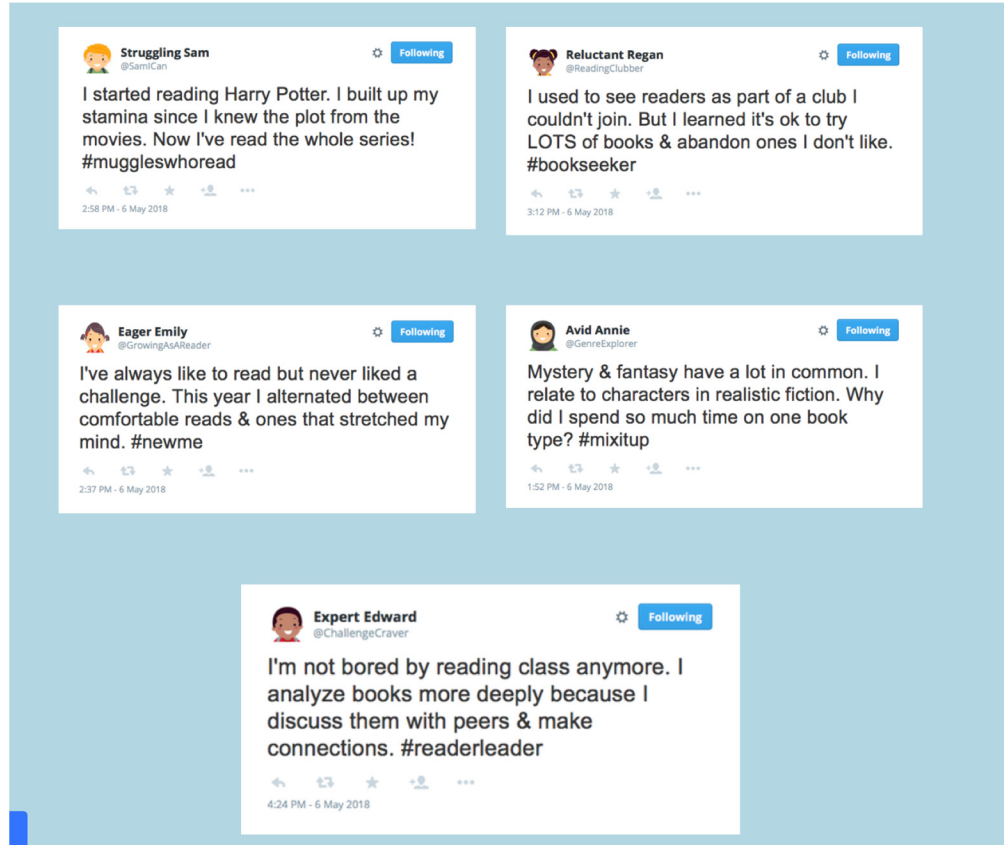 Struggling Sam
@SamICan
Following
I started reading Harry Potter. I built up my
stamina since I knew the plot from the
movies. Now I've read the whole series!
#muggleswhoread
2:58 PM - 6 May 2018
Reluctant Regan
@ReadingClubber
Following
I used to see readers as part of a club I
couldn't join. But I learned it's ok to try
LOTS of books & abandon ones I don't like.
#bookseeker
3:12 PM - 6 May 2018
Eager Emily
@GrowingAsAReader
Following
I've always like to read but never liked a
challenge. This year I alternated between
comfortable reads & ones that stretched my
mind. #newme
2:37 PM - 6 May 2018
Avid Annie
@GenreExplorer
Following
Mystery & fantasy have a lot in common. I
relate to characters in realistic fiction. Why
did I spend so much time on one book
type? #mixitup
1:52 PM - 6 May 2018
Expert Edward
@ChallengeCraver
Following
I'm not bored by reading class anymore. I
analyze books more deeply because I
discuss them with peers & make
connections. #readerleader
4:24 PM - 6 May 2018